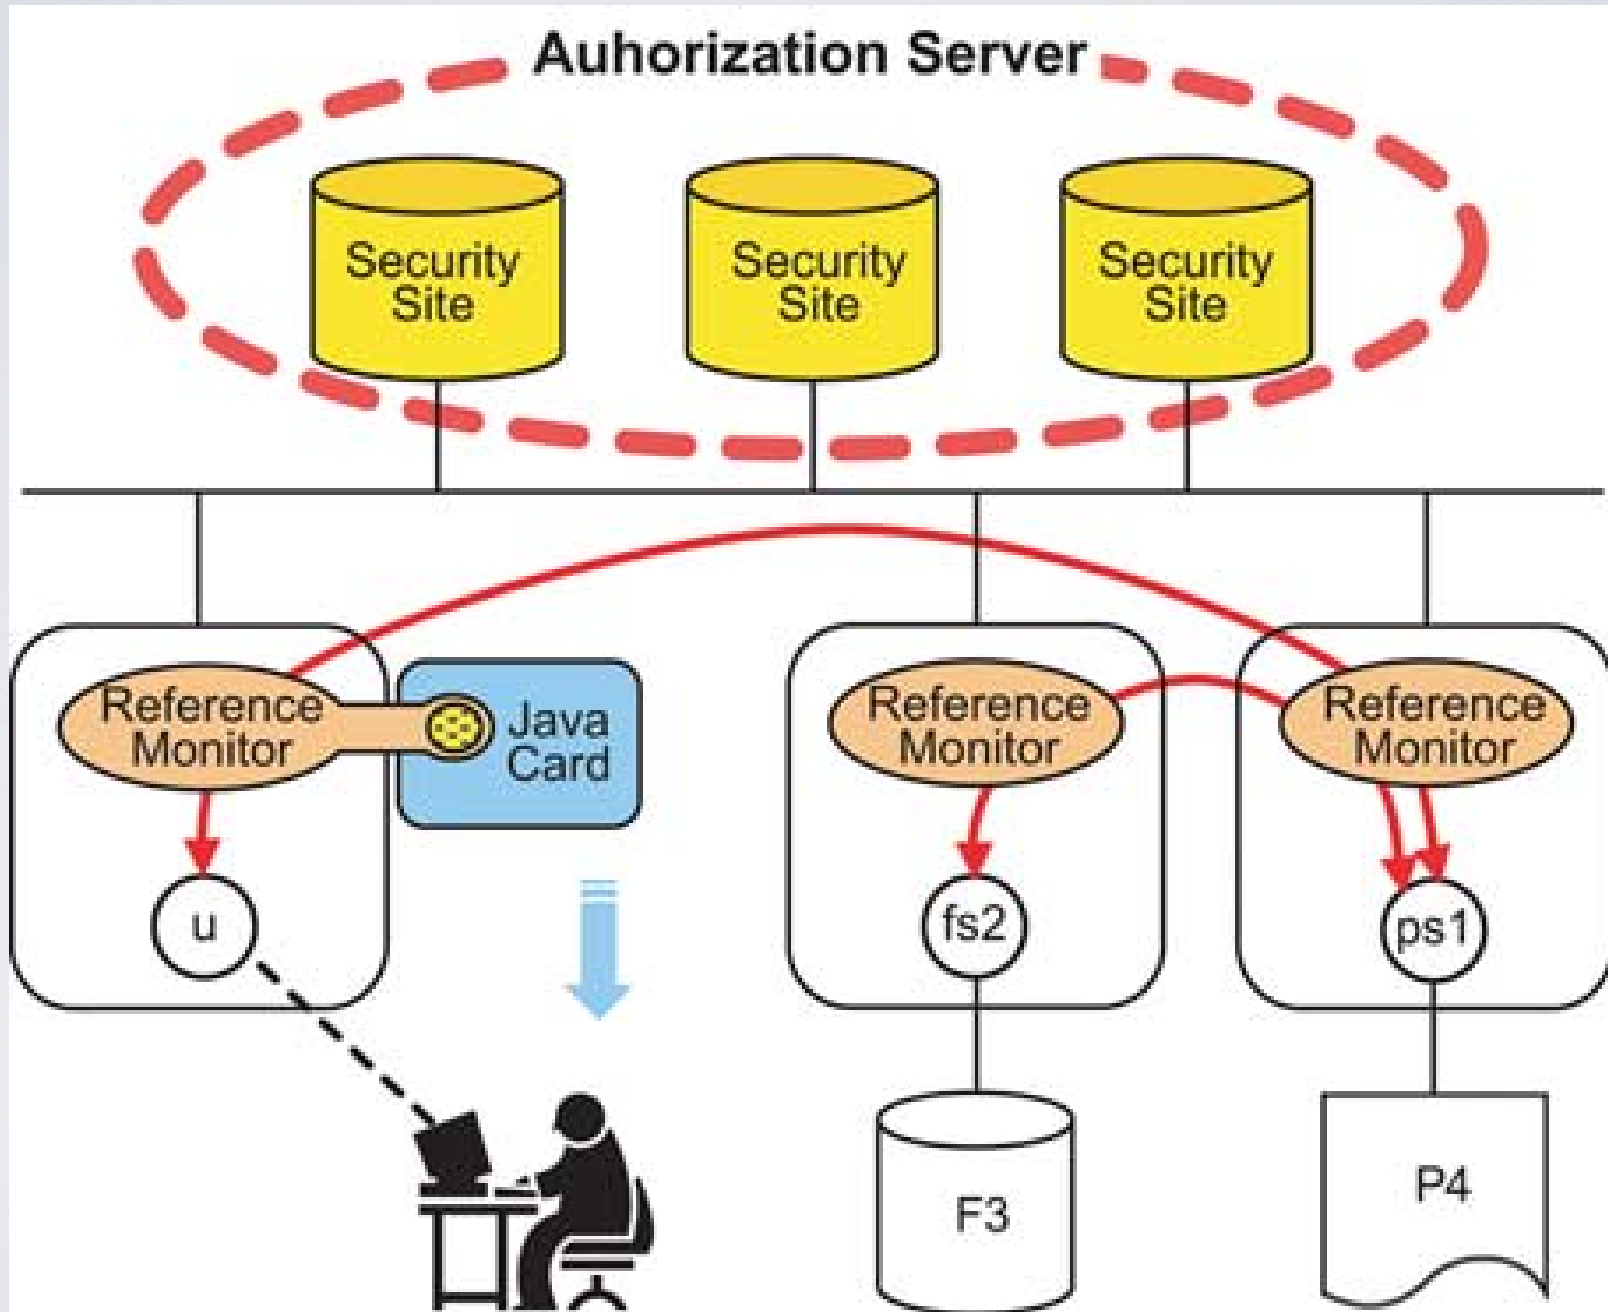 Auhorization Server
Security
Site
Security
Site
Security
Site
Reference
Monitor
Java
Card
Reference
Monitor
Reference
Monitor
u
fs2
ps1
F3
P4